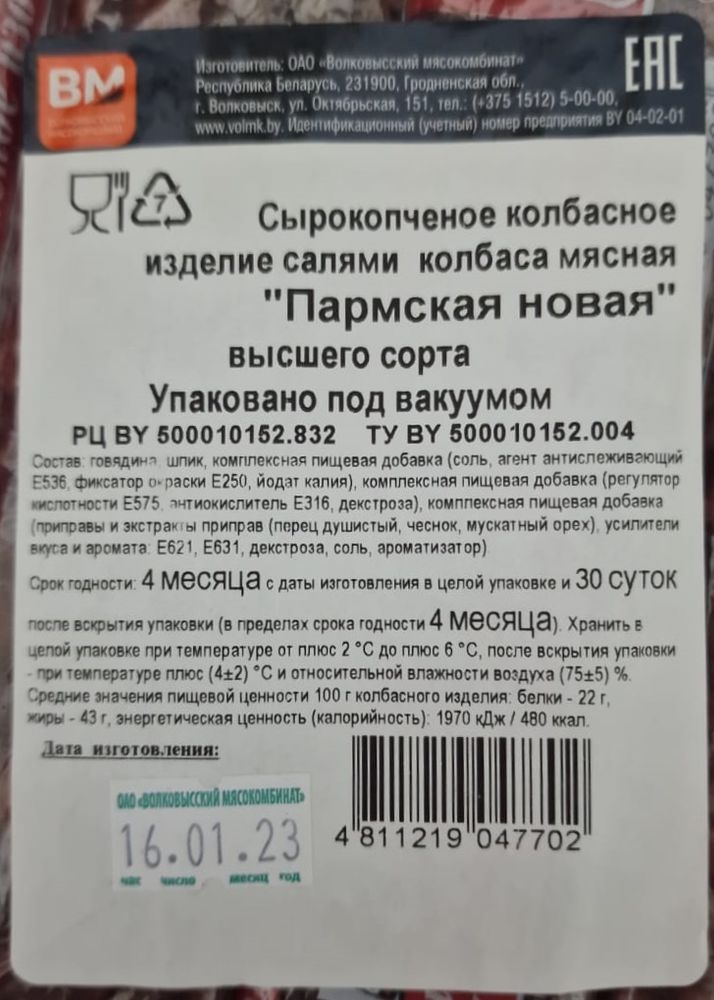 ВМ
Изготовитель: ОАО «Волковысский мясокомбинат»
Республика Беларусь, 231900, Гродненская обл.,
г. Волковыск, ул. Октябрьская, 151, тел.: (+375 1512) 5-00-00,
www.volmk.by. Идентификационный (учетный) номер предприятия BY 04-02-01
ЕАС
7
Сырокопченое колбасное
изделие салями колбаса мясная
"Пармская новая"
высшего сорта
Упаковано под вакуумом
РЦ BY 500010152.832 ТУ BY 500010152.004
Состав: говядина, шпик, комплексная пищевая добавка (соль, агент антислеживающий
Е536, фиксатор окраски Е250, йодат калия), комплексная пищевая добавка (регулятор
кислотности Е575, антиокислитель Е316, декстроза), комплексная пищевая добавка
(приправы и экстракты приправ (перец душистый, чеснок, мускатный орех), усилители
вкуса и аромата: Е621, Е631, декстроза, соль, ароматизатор)
Срок годности: 4 месяца с даты изготовления в целой упаковке и 30 суток
после вскрытия упаковки (в пределах срока годности 4 месяца). Хранить в
целой упаковке при температуре от плюс 2 °С до плюс 6 °С, после вскрытия упаковки
- при температуре плюс (4±2) °С и относительной влажности воздуха (75±5) %.
Средние значения пищевой ценности 100 г колбасного изделия: белки - 22 г,
жиры - 43 г, энергетическая ценность (калорийность): 1970 кДж / 480 ккал.
Дата изготовления:
ОАО «ВОЛКОВЫССКИЙ МЯСОКОМБИНАТ»
16.01.23
час число месяц год
4 811219 047702